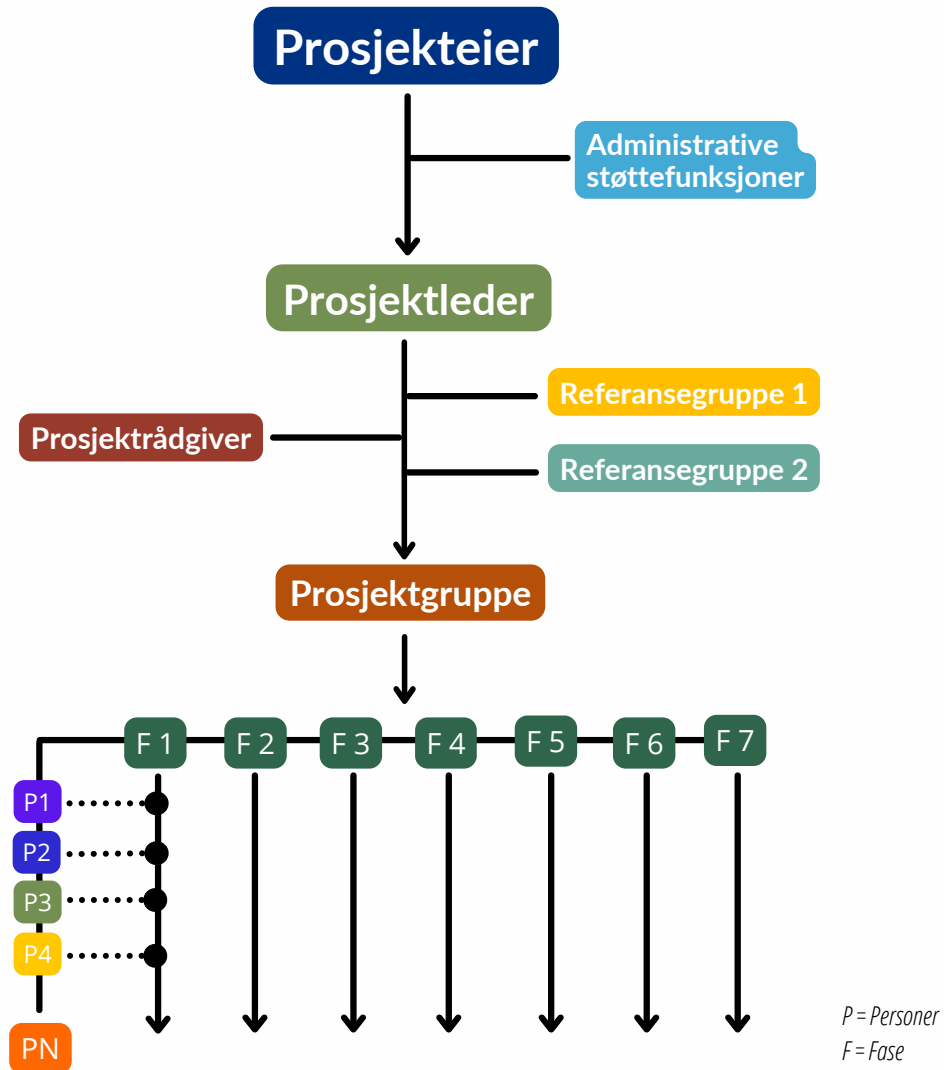 Prosjekteier
Administrative
støttefunksjoner
Prosjektleder
Referansegruppe 1
Prosjektrådgiver
Referansegruppe 2
Prosjektgruppe
F 1 F 2 F 3 F 4 F 5 F 6 F 7
P1
P2
P3
P4
PN
P = Personer
F = Fase